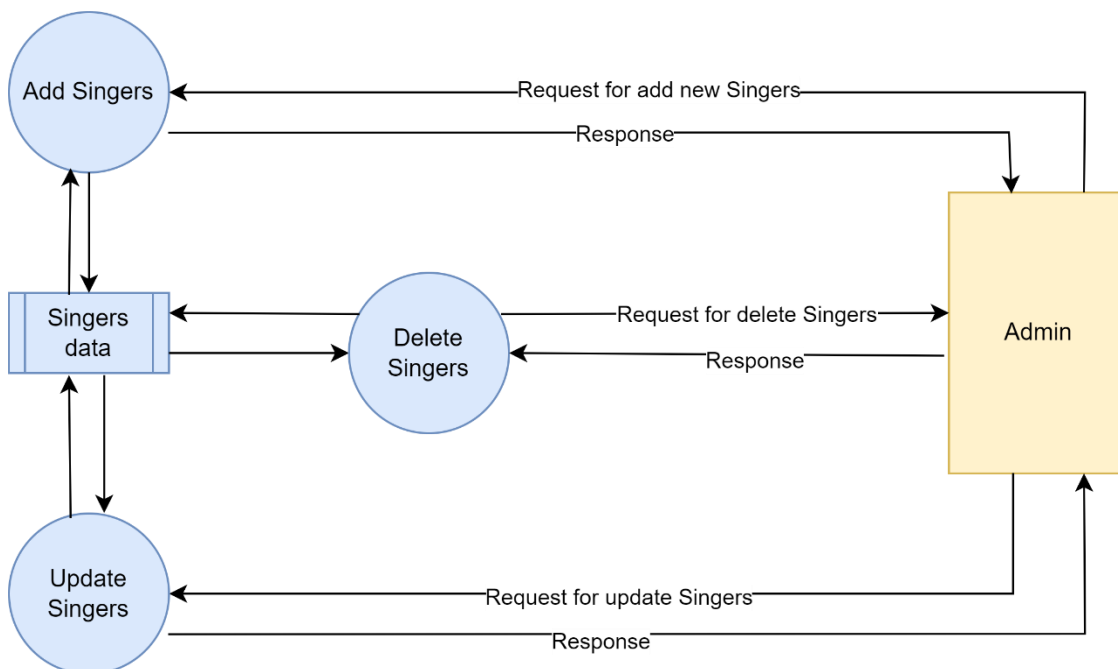 Add Singers
Request for add new Singers
Response
Singers
data
Delete
Singers
Request for delete Singers
Response
Admin
Update
Singers
Request for update Singers
Response